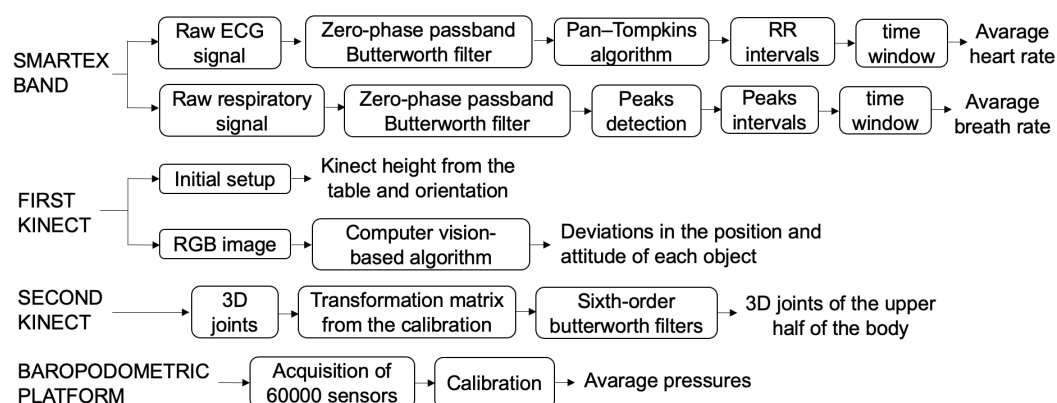 SMARTEX
BAND
Raw ECG
signal
Zero-phase passband
Butterworth filter
Pan–Tompkins
algorithm
RR
intervals
time
window
Avarage
heart rate
Raw respiratory
signal
Zero-phase passband
Butterworth filter
Peaks
detection
Peaks
intervals
time
window
Avarage
breath rate
FIRST
KINECT
Initial setup
Kinect height from the
table and orientation
RGB image
Computer vision-
based algorithm
Deviations in the position and
attitude of each object
SECOND
KINECT
3D
joints
Transformation matrix
from the calibration
Sixth-order
butterworth filters
3D joints of the upper
half of the body
BAROPODOMETRIC
PLATFORM
Acquisition of
60000 sensors
Calibration
Avarage pressures